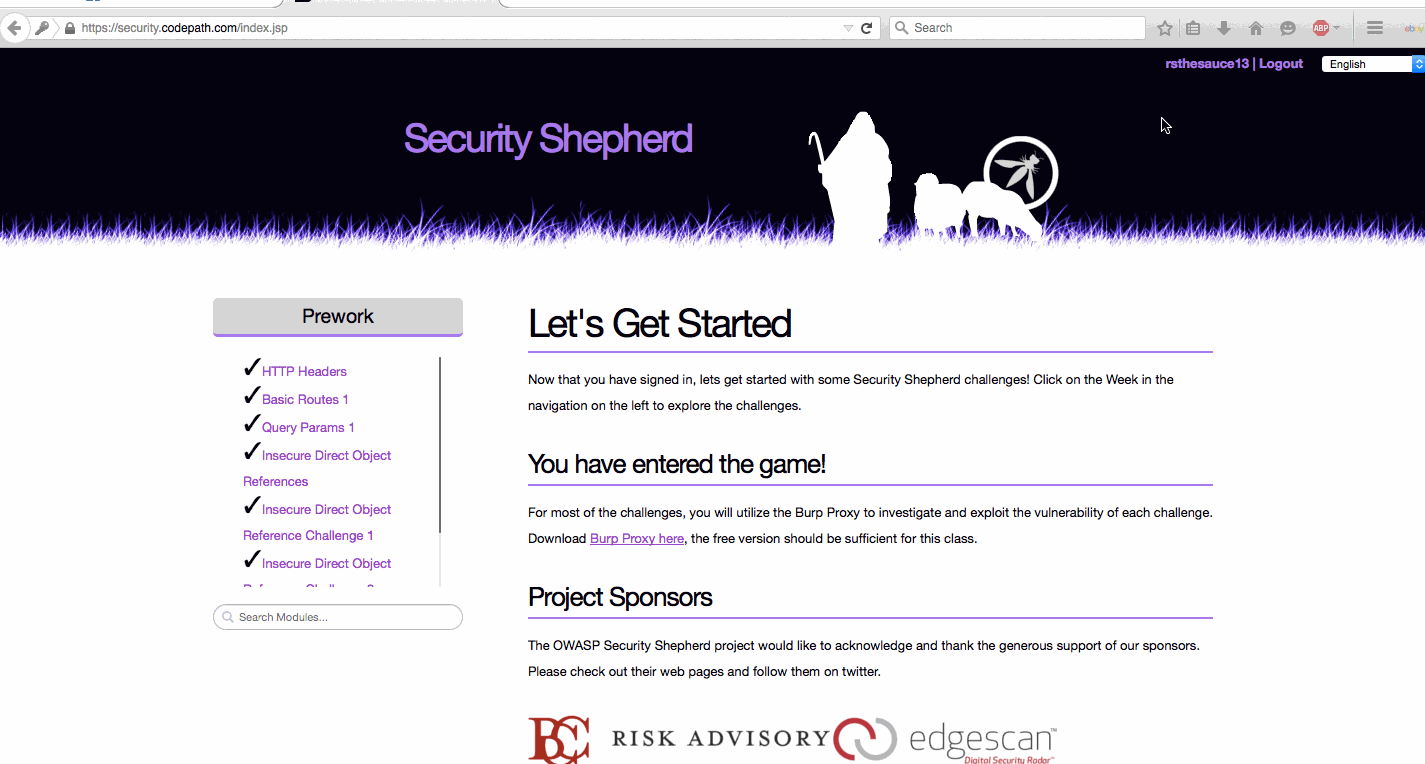 https://security.codepath.com/index.jsp
Search
ABP
ebay
rsthesauce13 | Logout
English
Security Shepherd
Prework
✓HTTP Headers
✓Basic Routes 1
✓Query Params 1
✓Insecure Direct Object
References
✓Insecure Direct Object
Reference Challenge 1
✓Insecure Direct Object
Search Modules...
Let's Get Started
Now that you have signed in, lets get started with some Security Shepherd challenges! Click on the Week in the
navigation on the left to explore the challenges.
You have entered the game!
For most of the challenges, you will utilize the Burp Proxy to investigate and exploit the vulnerability of each challenge.
Download Burp Proxy here, the free version should be sufficient for this class.
Project Sponsors
The OWASP Security Shepherd project would like to acknowledge and thank the generous support of our sponsors.
Please check out their web pages and follow them on twitter.
BCC RISK ADVISORY
edgescan™
Digital Security Radar™